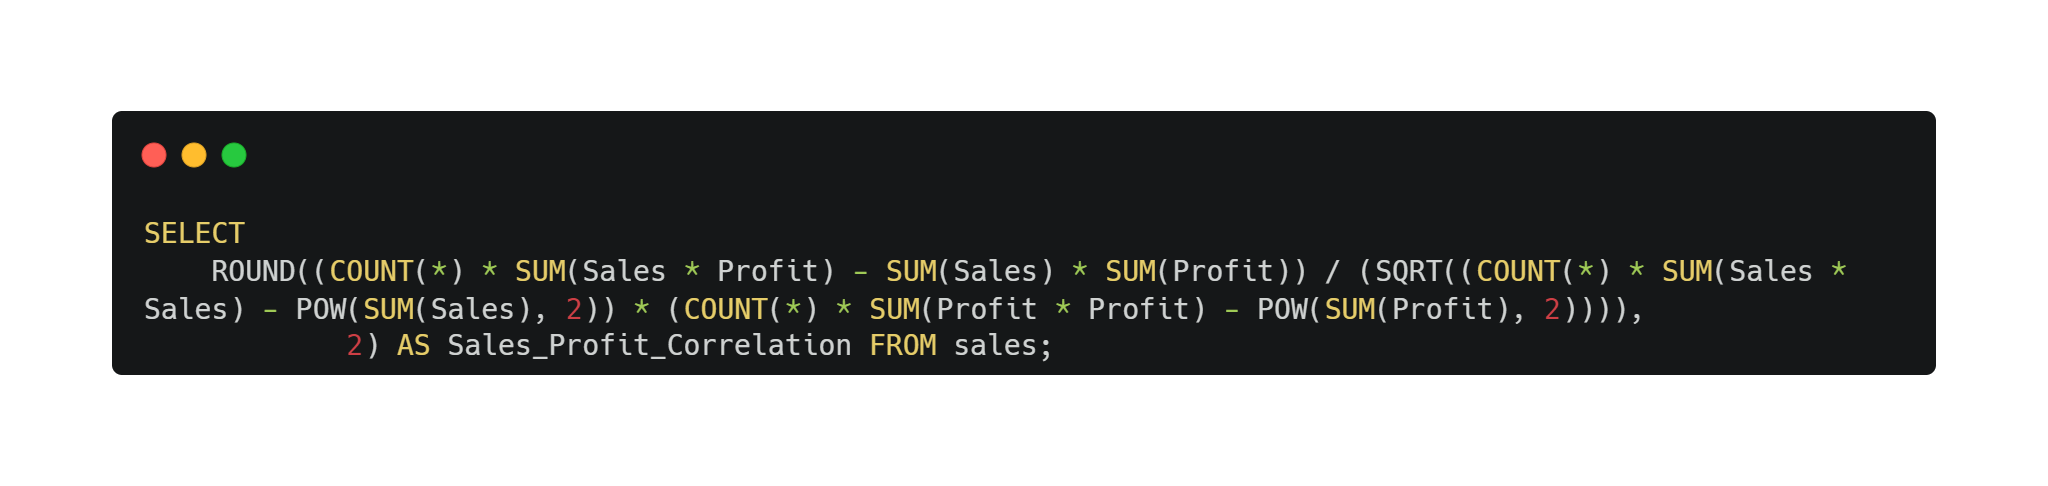 SELECT
    ROUND((COUNT(*) * SUM(Sales * Profit) - SUM(Sales) * SUM(Profit)) / (SQRT((COUNT(*) * SUM(Sales *
Sales) - POW(SUM(Sales), 2)) * (COUNT(*) * SUM(Profit * Profit) - POW(SUM(Profit), 2)))),
            2) AS Sales_Profit_Correlation FROM sales;